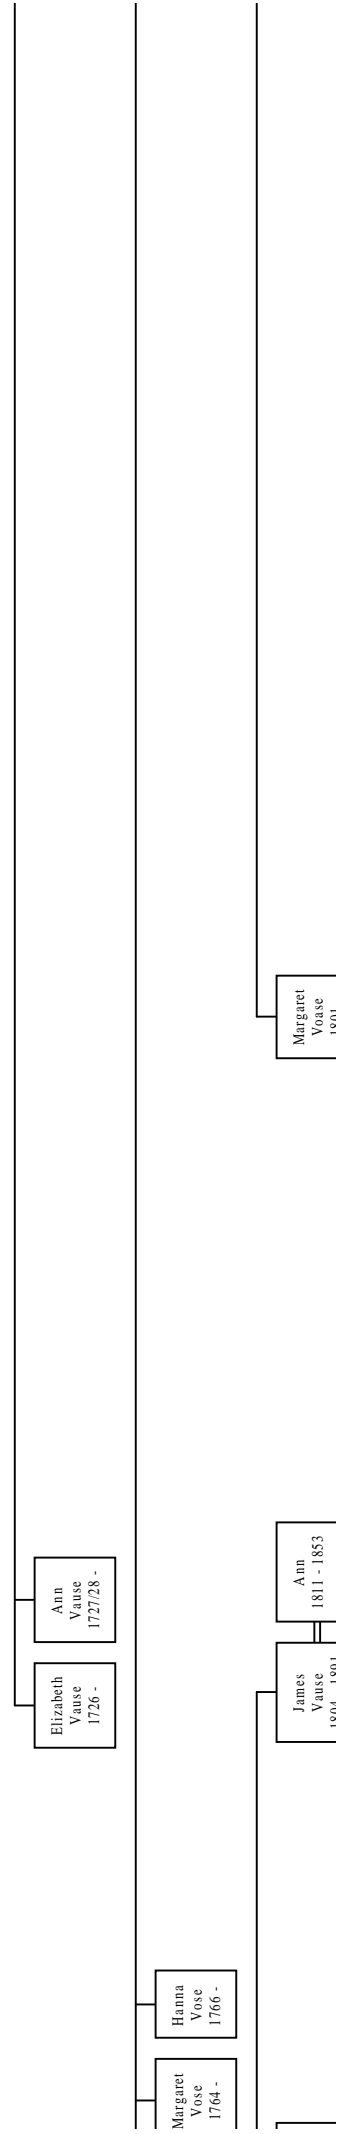 Margaret
Voase
Ann
1811 - 1853
Ann
Vause
1727/28 -
James
Vause
Elizabeth
Vause
1726 -
Hanna
Vose
1766 -
Margaret
Vose
1764 -